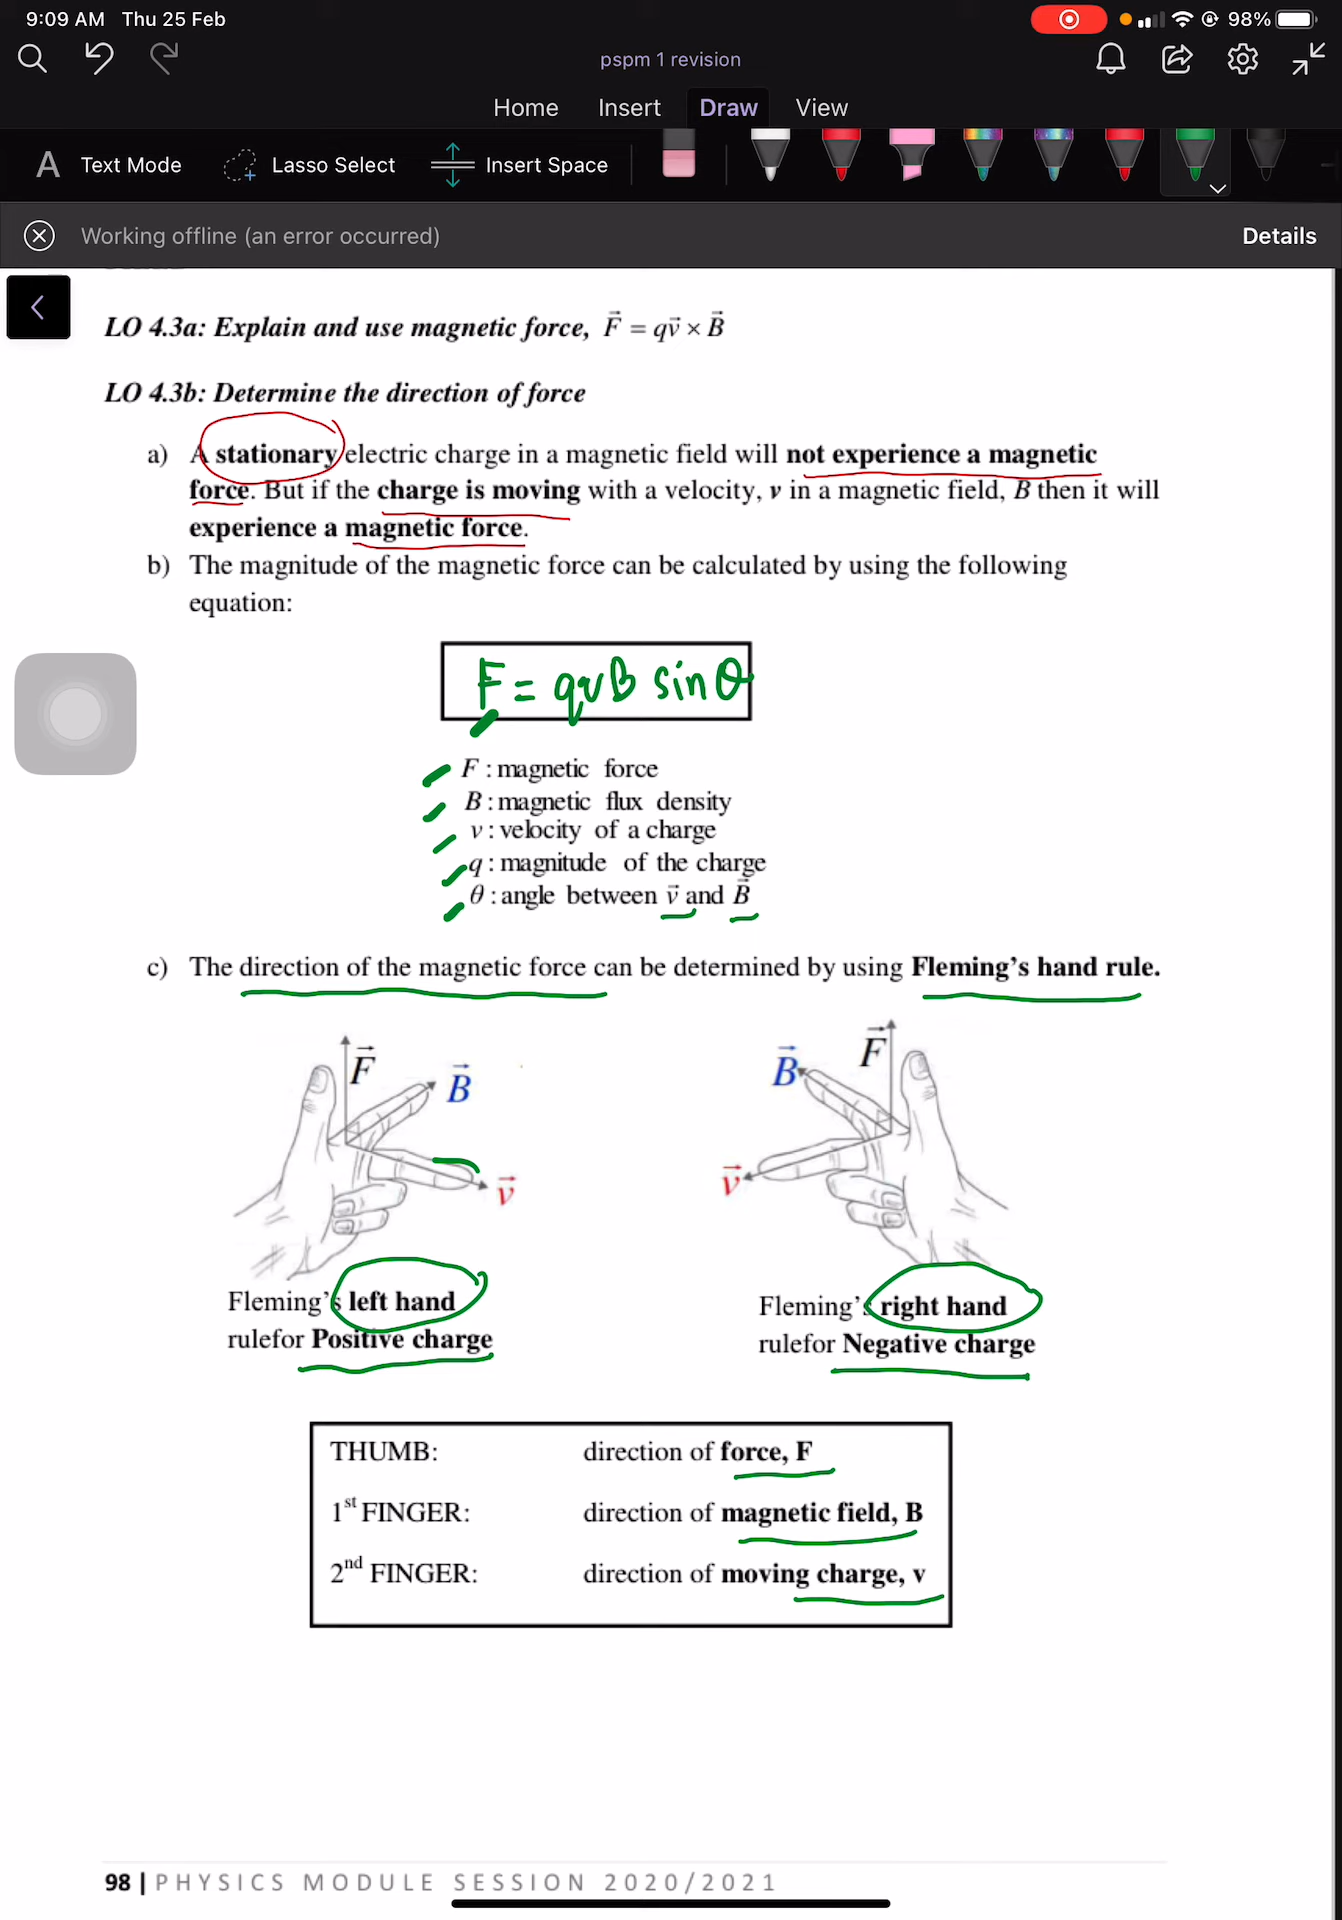 9:09 AM Thu 25 Feb
98%
pspm 1 revision
Home Insert Draw View
A Text Mode Lasso Select Insert Space
Working offline (an error occurred) Details
LO 4.3a: Explain and use magnetic force, F⃗ = qv⃗ × B⃗
LO 4.3b: Determine the direction of force
a) A stationary electric charge in a magnetic field will not experience a magnetic
force. But if the charge is moving with a velocity, v in a magnetic field, B then it will
experience a magnetic force.
b) The magnitude of the magnetic force can be calculated by using the following
equation:
F = qvB sin θ
F : magnetic force
B : magnetic flux density
v : velocity of a charge
q : magnitude of the charge
θ : angle between v⃗ and B⃗
c) The direction of the magnetic force can be determined by using Fleming's hand rule.
F⃗ B⃗ v⃗
B⃗ F⃗ v⃗
Fleming's left hand
rulefor Positive charge
Fleming's right hand
rulefor Negative charge
THUMB: direction of force, F
1st FINGER: direction of magnetic field, B
2nd FINGER: direction of moving charge, v
98 | PHYSICS MODULE SESSION 2020/2021